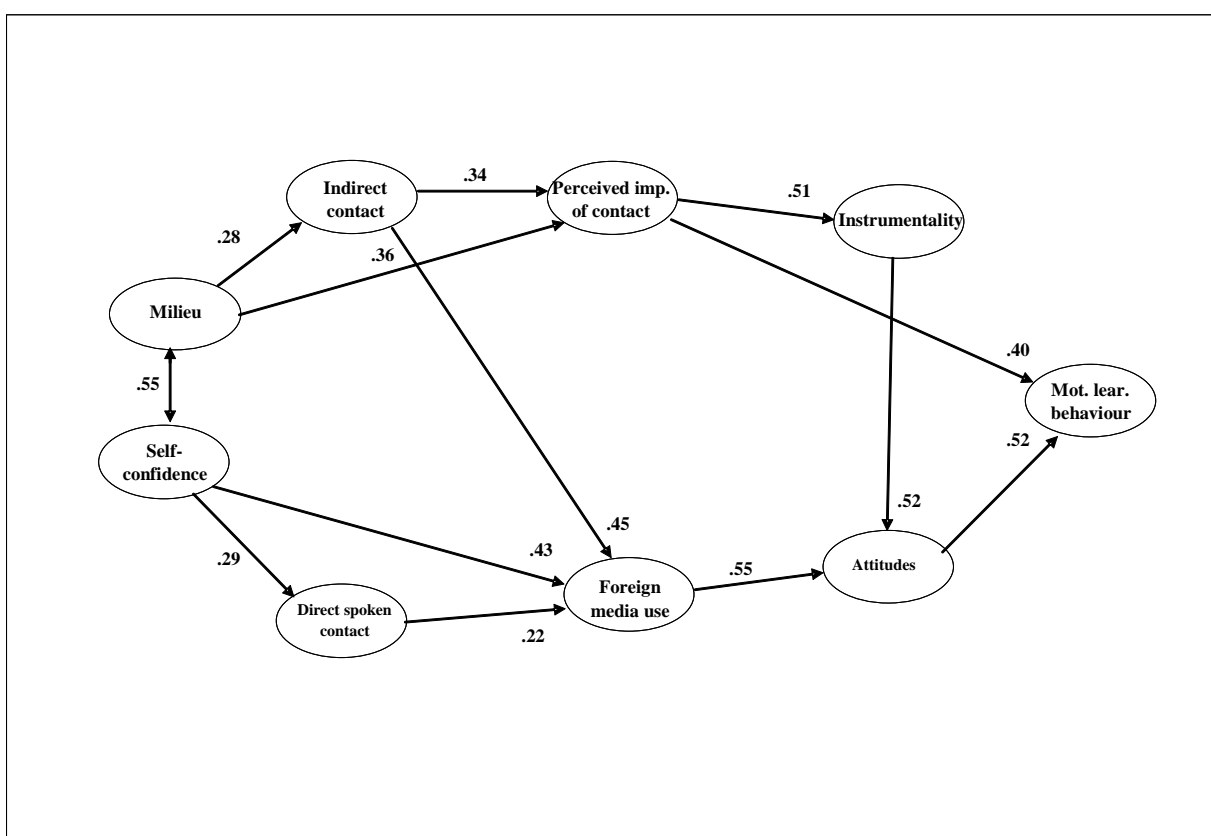 .34
Indirect
contact
Perceived imp.
of contact
.51
Instrumentality
.28
.36
Milieu
.40
.55
Mot. lear.
behaviour
Self-
confidence
.52
.45
.52
.43
.29
.55
Attitudes
Foreign
media use
Direct spoken
contact
.22